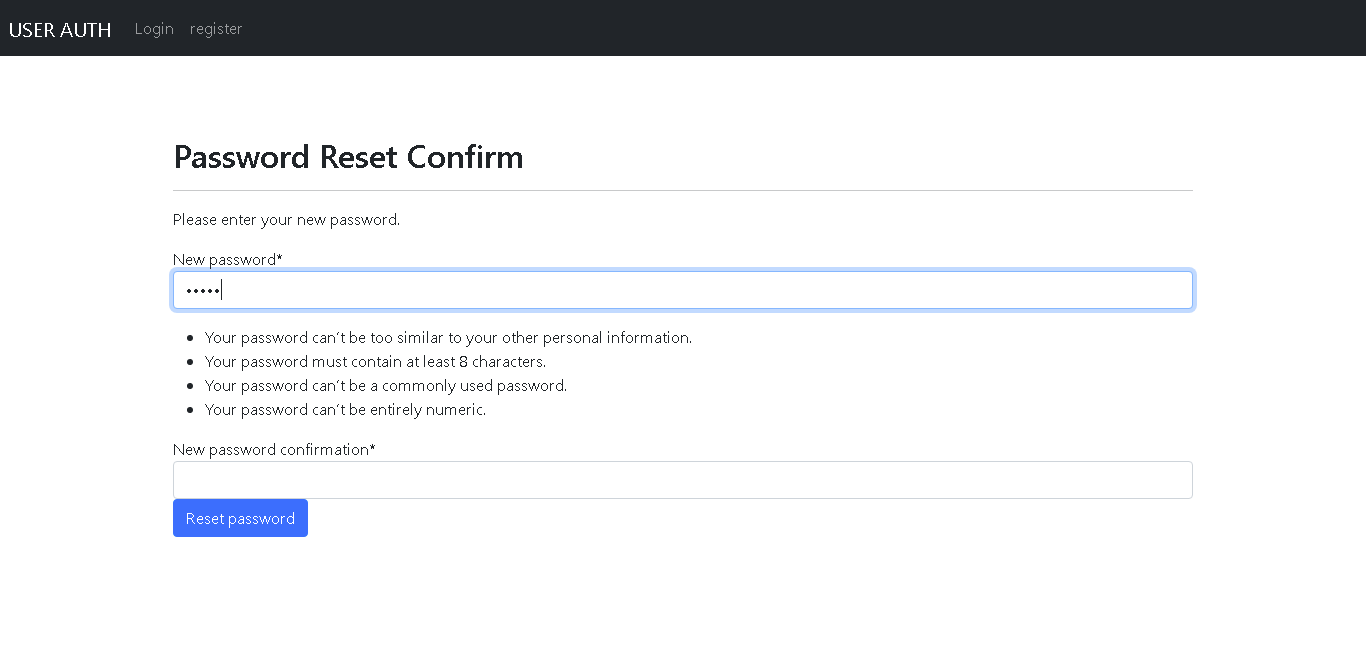 USER AUTH Login register
Password Reset Confirm
Please enter your new password.
New password*
•••••
• Your password can't be too similar to your other personal information.
• Your password must contain at least 8 characters.
• Your password can't be a commonly used password.
• Your password can't be entirely numeric.
New password confirmation*
Reset password